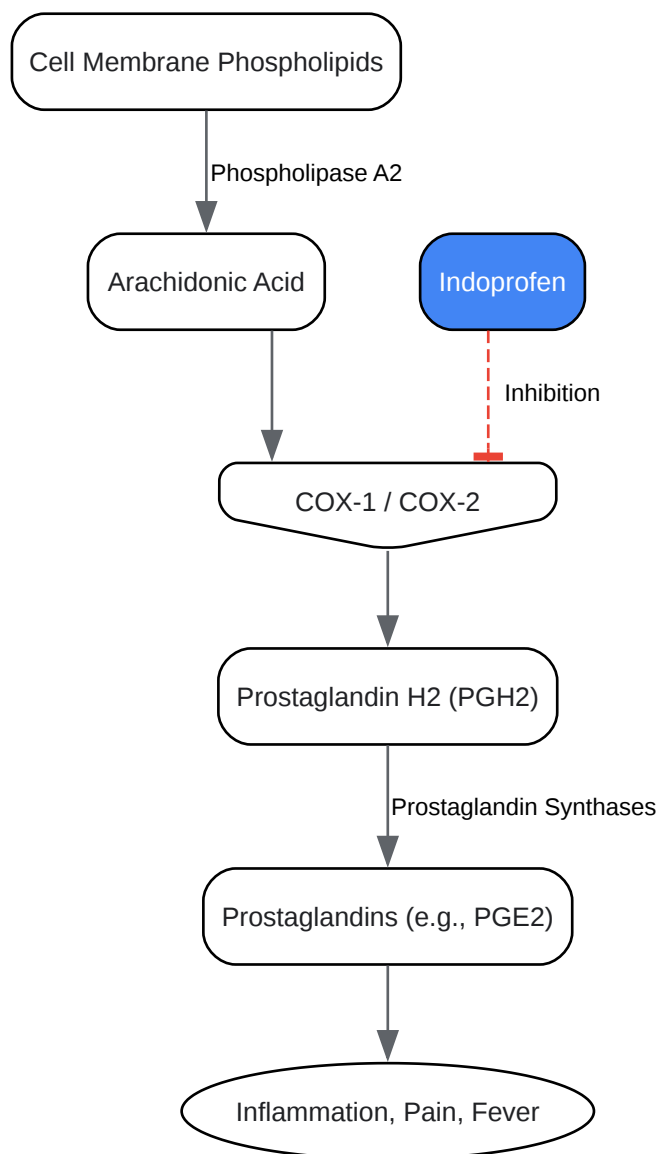 Cell Membrane Phospholipids
Phospholipase A2
Arachidonic Acid
Indoprofen
Inhibition
COX-1 / COX-2
Prostaglandin H2 (PGH2)
Prostaglandin Synthases
Prostaglandins (e.g., PGE2)
Inflammation, Pain, Fever